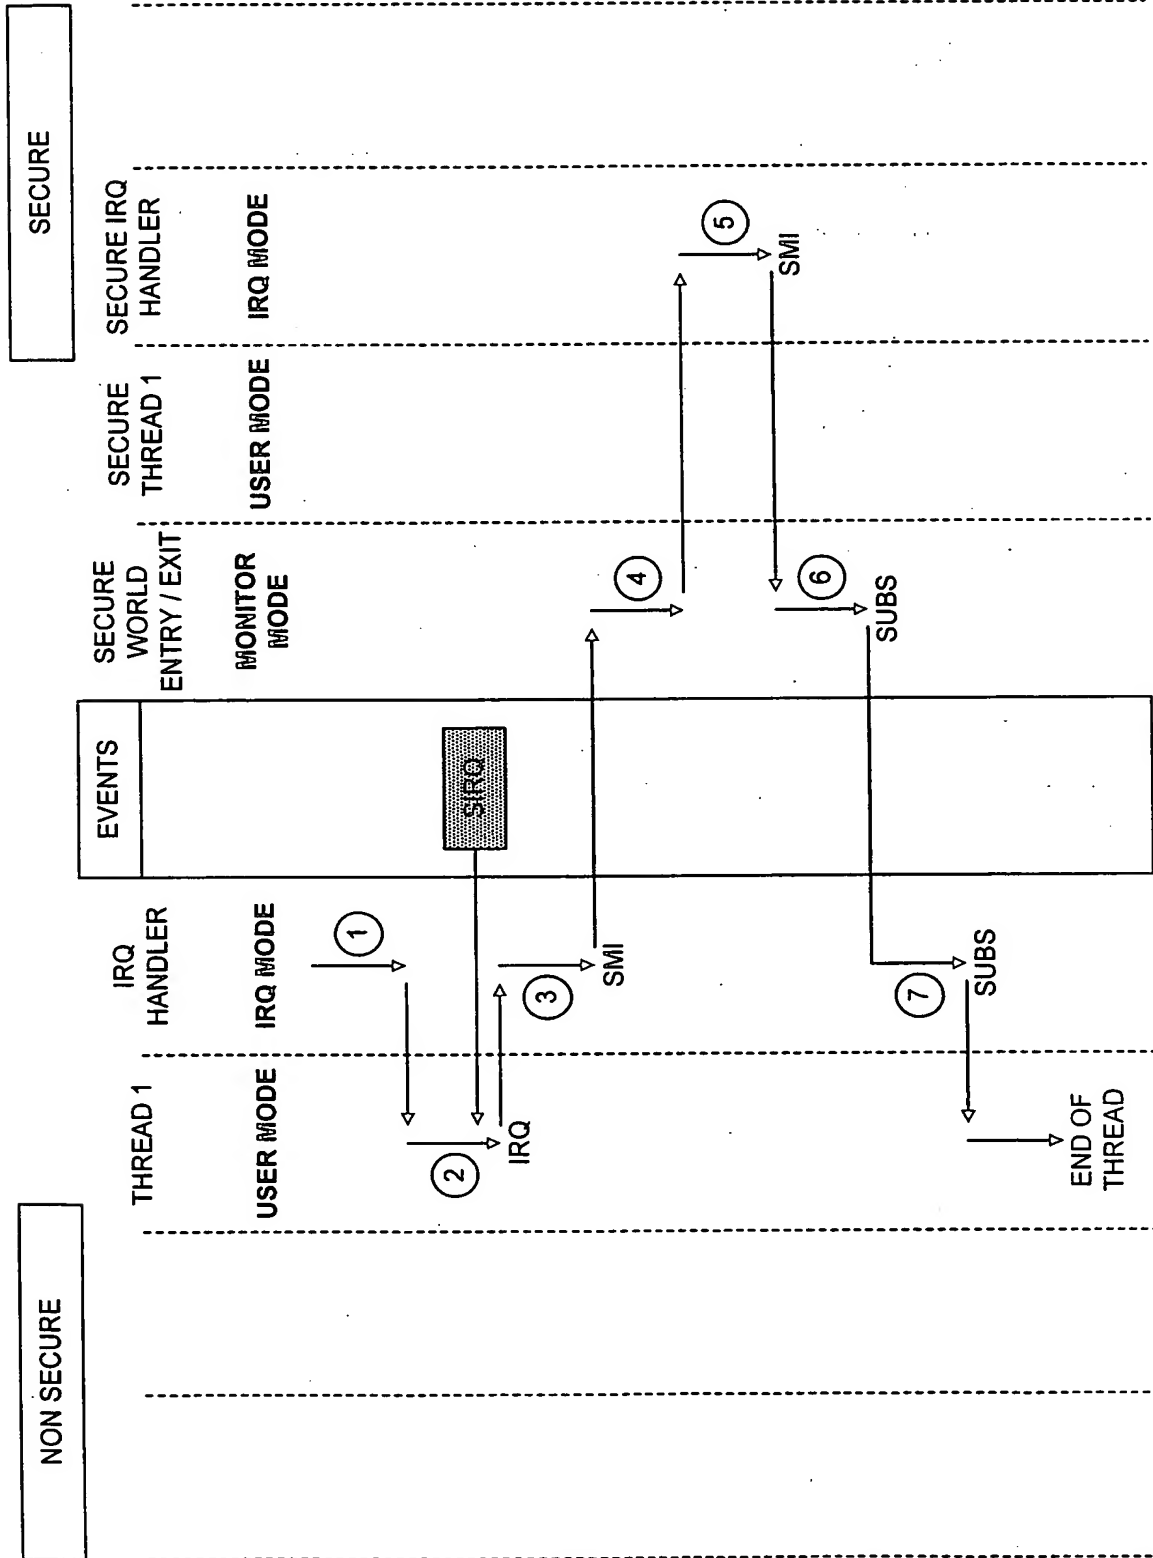 NON SECURE
SECURE
EVENTS
THREAD 1
IRQ
HANDLER
SECURE
WORLD
ENTRY / EXIT
SECURE
THREAD 1
SECURE IRQ
HANDLER
USER MODE
IRQ MODE
MONITOR
MODE
USER MODE
IRQ MODE
1
SIRQ
2
IRQ
3
SMI
4
5
SMI
6
SUBS
7
SUBS
END OF
THREAD